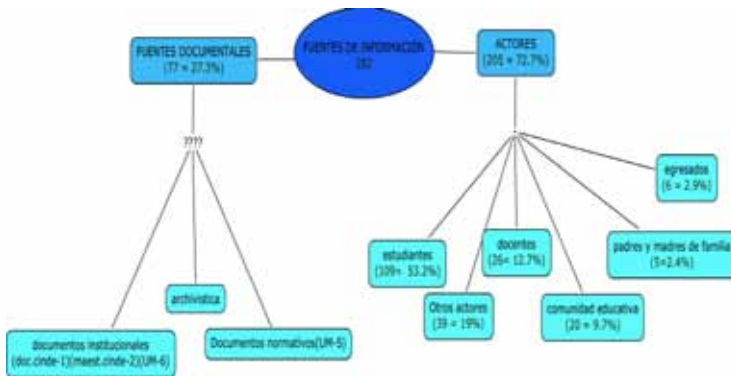 FUENTES DE INFORMACIÓN
282
FUENTES DOCUMENTALES
(77 = 27.3%)
ACTORES
(205 = 72.7%)
????
egresados
(6 = 2.9%)
padres y madres de familia
(5=2.4%)
docentes
(26= 12.7%)
estudiantes
(109= 53.2%)
archivística
Otros actores
(39 = 19%)
comunidad educativa
(20 = 9.7%)
documentos institucionales
(doc.cinde-1)(maest.cinde-2)(UM-6)
Documentos normativos(UM-5)